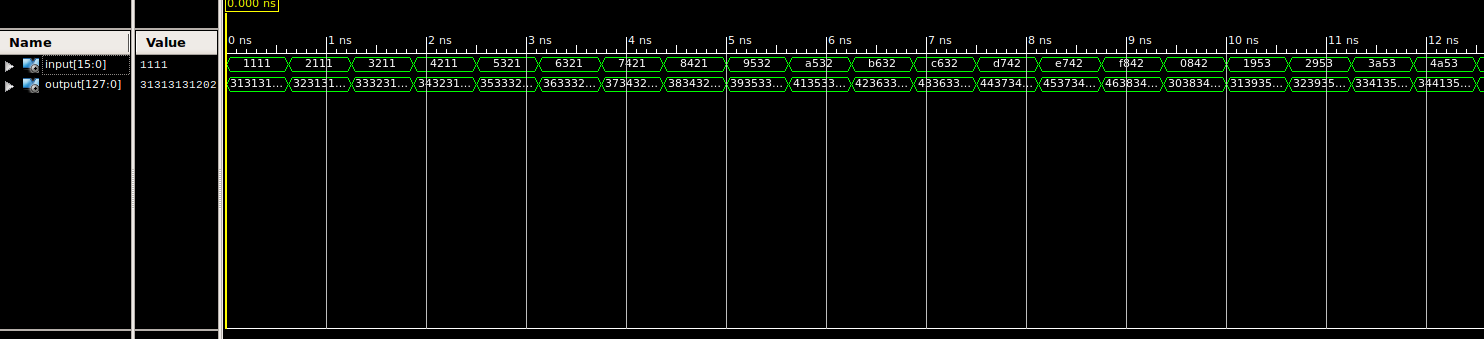 0.000 ns
Name Value 0 ns 1 ns 2 ns 3 ns 4 ns 5 ns 6 ns 7 ns 8 ns 9 ns 10 ns 11 ns 12 ns
input[15:0] 1111 1111 2111 3211 4211 5321 6321 7421 8421 9532 a532 b632 c632 d742 e742 f842 0842 1953 2953 3a53 4a53
output[127:0] 31313131202 313131... 323131... 333231... 343231... 353332... 363332... 373432... 383432... 393533... 413533... 423633... 433633... 443734... 453734... 463834... 303834... 313935... 323935... 334135... 344135...